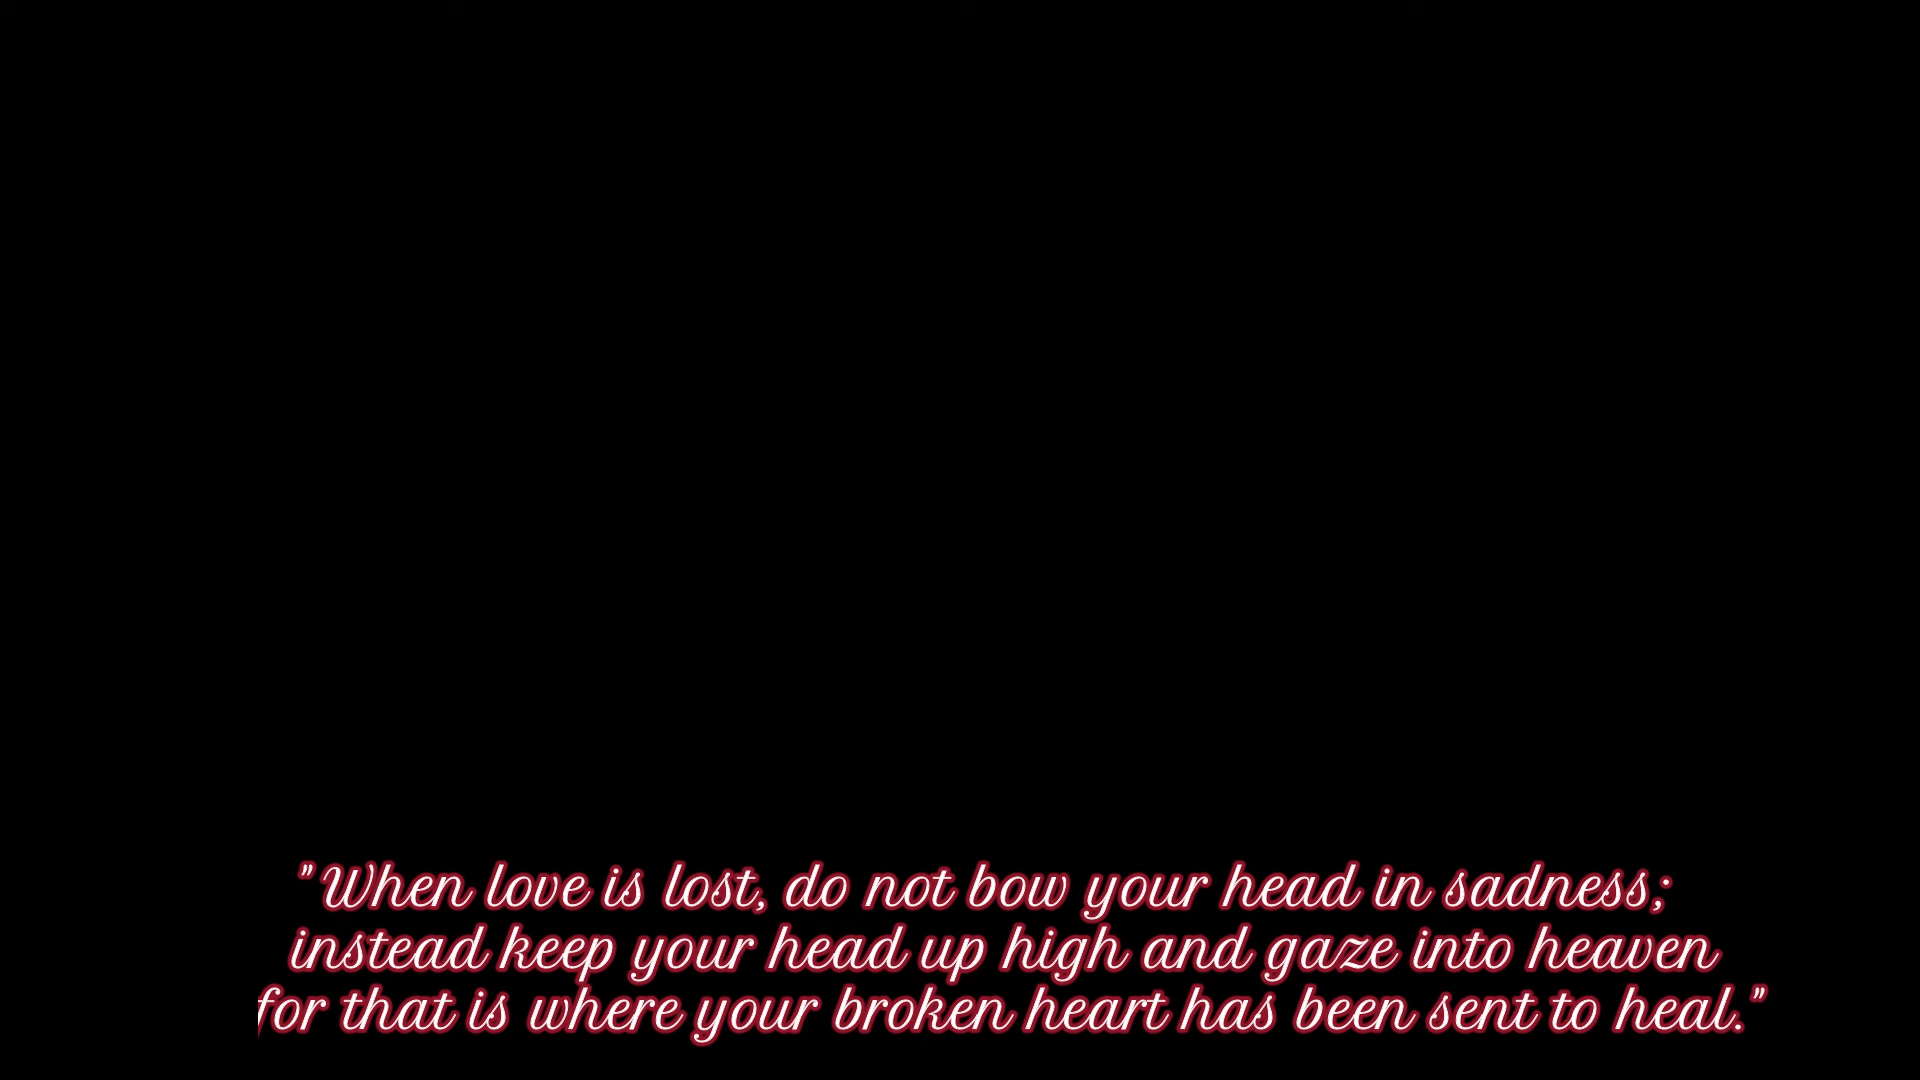 "When love is lost, do not bow your head in sadness;
instead keep your head up high and gaze into heaven
for that is where your broken heart has been sent to heal."